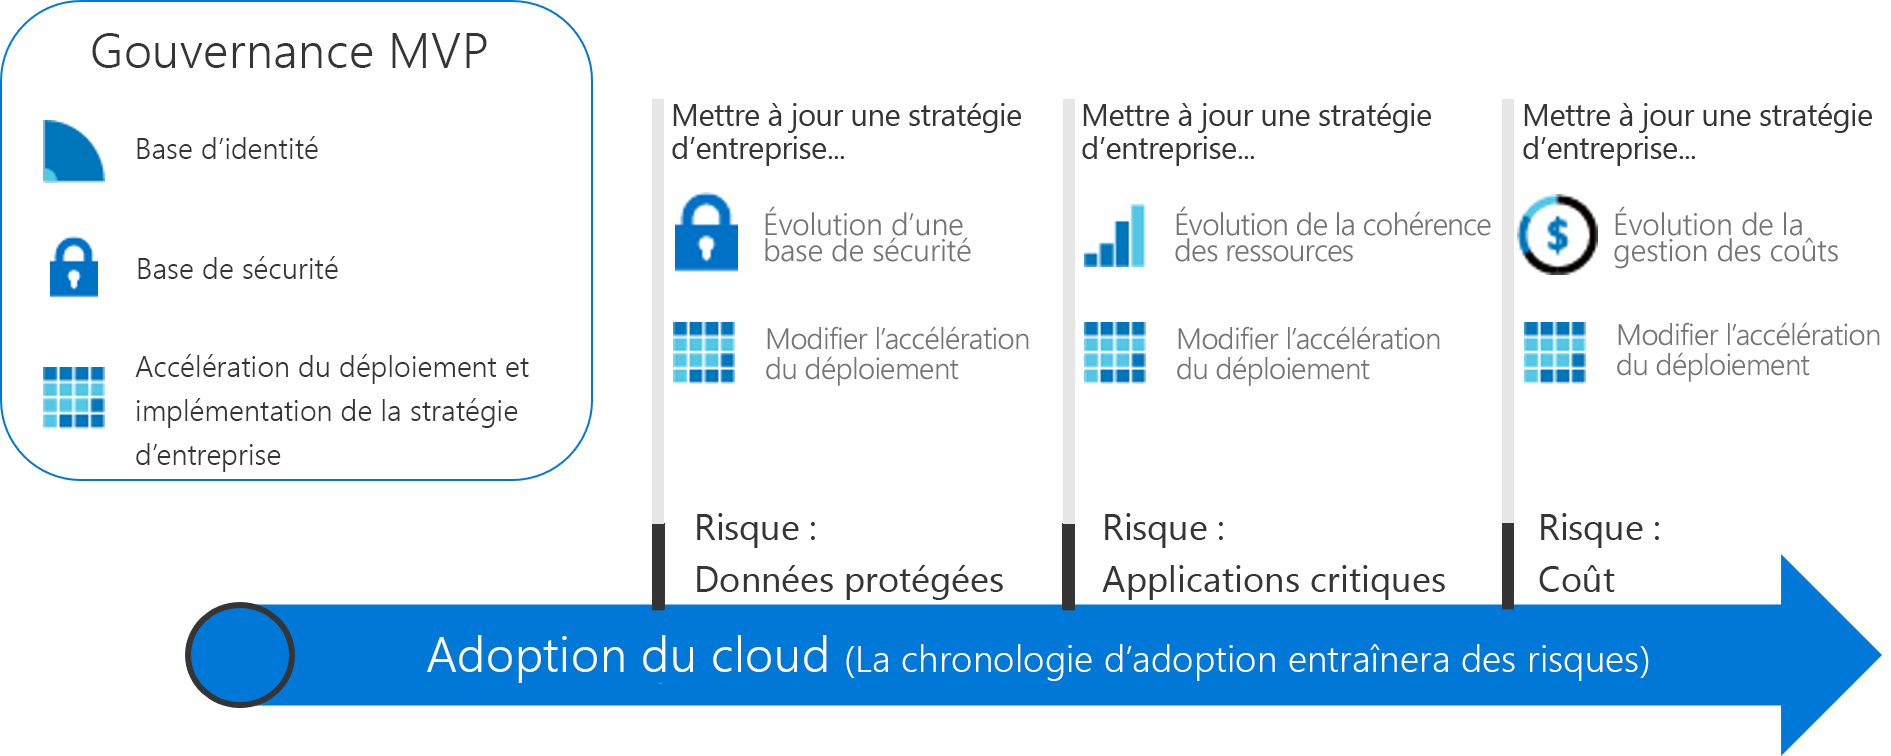 Gouvernance MVP
Base d’identité
Base de sécurité
Accélération du déploiement et
implémentation de la stratégie
d’entreprise
Mettre à jour une stratégie
d’entreprise...
Évolution d’une
base de sécurité
Modifier l’accélération
du déploiement
Risque :
Données protégées
Mettre à jour une stratégie
d’entreprise...
Évolution de la cohérence
des ressources
Modifier l’accélération
du déploiement
Risque :
Applications critiques
Mettre à jour une stratégie
d’entreprise...
$
Évolution de la
gestion des coûts
Modifier l’accélération
du déploiement
Risque :
Coût
Adoption du cloud (La chronologie d’adoption entraînera des risques)